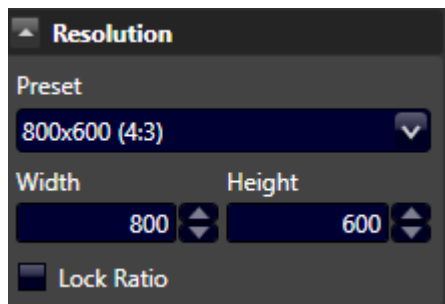 Resolution
Preset
800x600 (4:3)
Width Height
800 600
Lock Ratio